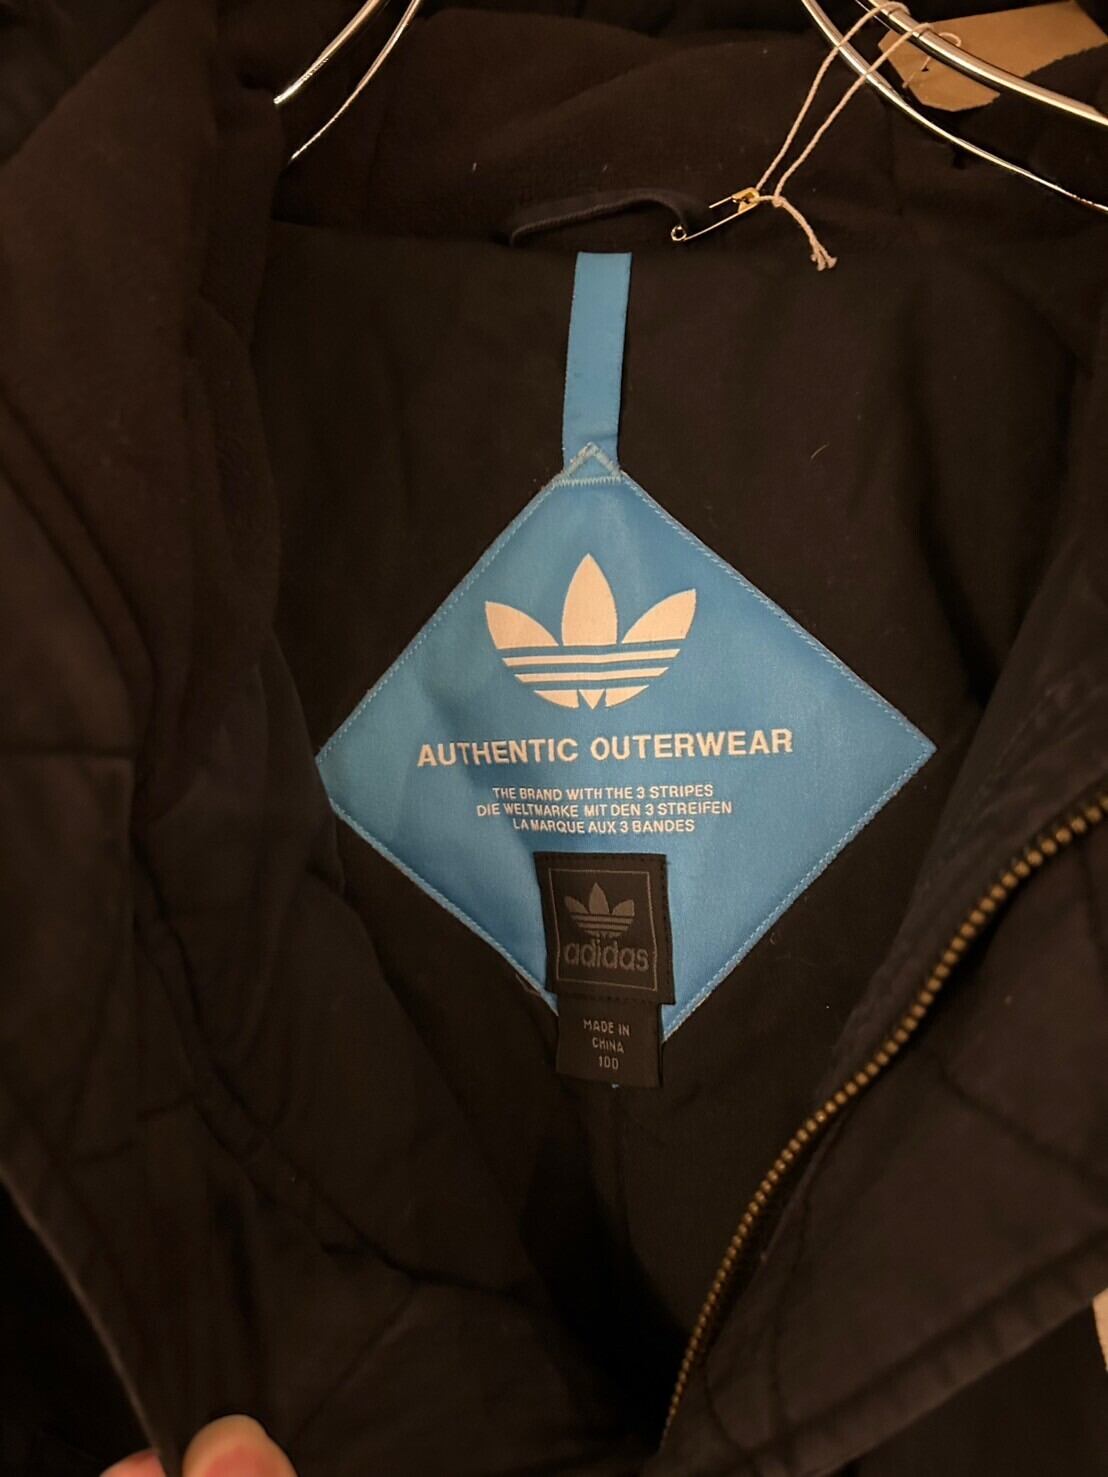 AUTHENTIC OUTERWEAR
THE BRAND WITH THE 3 STRIPES
DIE WELTMARKE MIT DEN 3 STREIFEN
LA MARQUE AUX 3 BANDES
adidas
MADE IN
CHINA
100